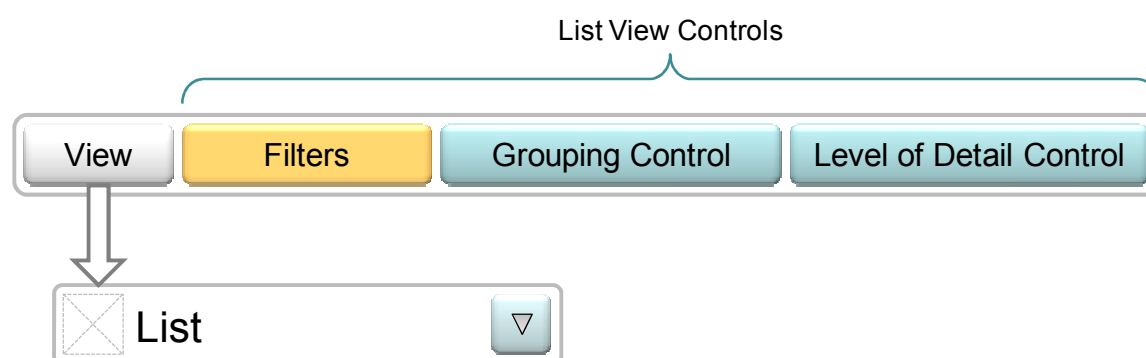 List View Controls
View Filters Grouping Control Level of Detail Control
List